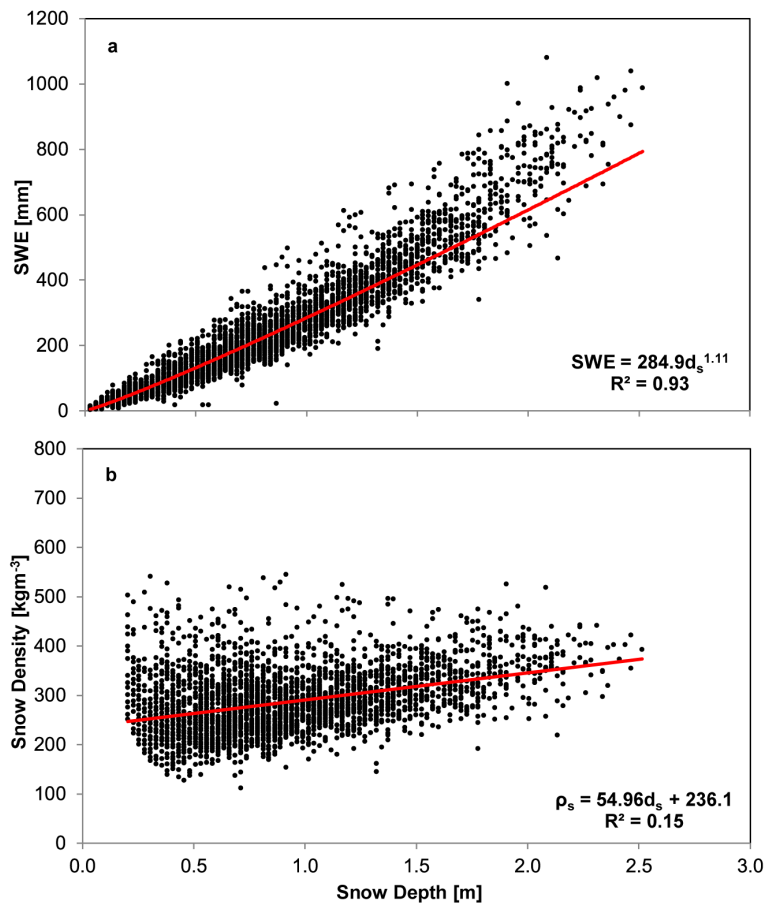 1200
a
1000
800
600
400
200
0
SWE [mm]
SWE = 284.9dₛ¹·¹¹
R² = 0.93
800
b
700
600
500
400
300
200
100
0
Snow Density [kgm⁻³]
ρₛ = 54.96dₛ + 236.1
R² = 0.15
0.0 0.5 1.0 1.5 2.0 2.5 3.0
Snow Depth [m]